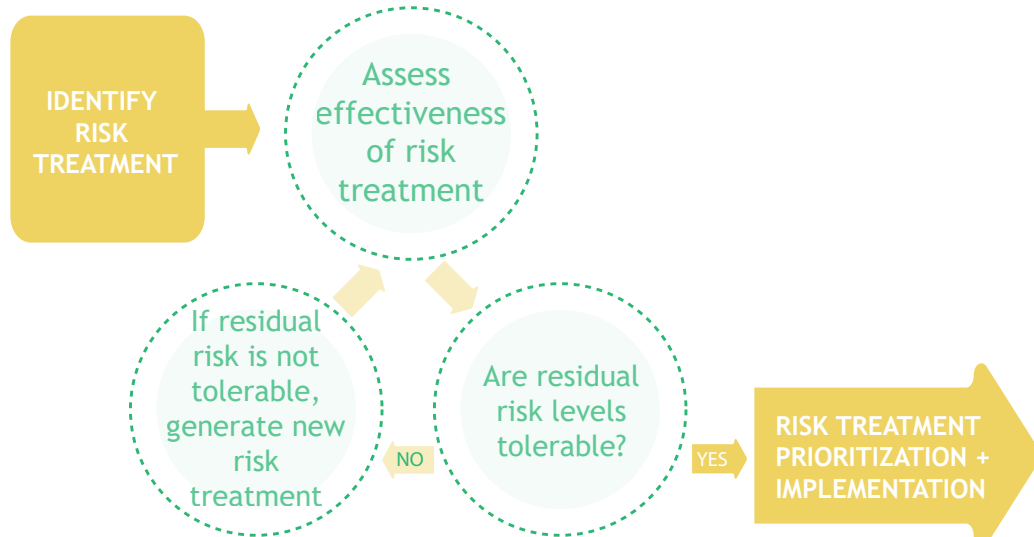 IDENTIFY
RISK
TREATMENT
Assess
effectiveness
of risk
treatment
If residual
risk is not
tolerable,
generate new
risk
treatment
NO
Are residual
risk levels
tolerable?
YES
RISK TREATMENT
PRIORITIZATION +
IMPLEMENTATION